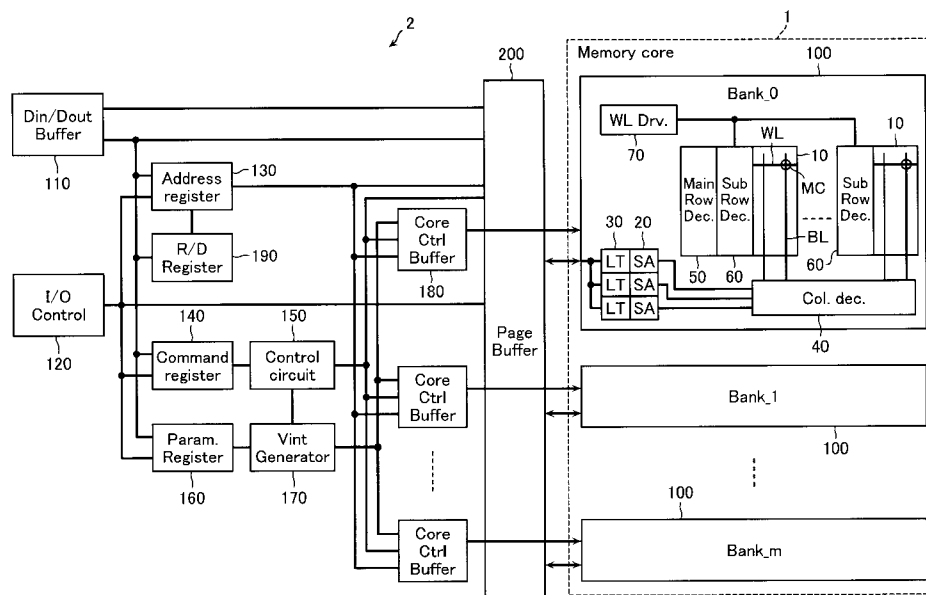 1
2
200
Memory core
100
Bank_0
Din/Dout
Buffer
110
WL Drv.
70
WL
10
10
MC
Main
Row
Dec.
Sub
Row
Dec.
Sub
Row
Dec.
BL
50
60
60
130
Address
register
R/D
Register
190
Core
Ctrl
Buffer
180
30
20
LT
SA
LT
SA
LT
SA
Col. dec.
40
I/O
Control
120
140
Command
register
150
Control
circuit
Page
Buffer
Core
Ctrl
Buffer
Bank_1
100
Param.
Register
160
Vint
Generator
170
100
Core
Ctrl
Buffer
Bank_m